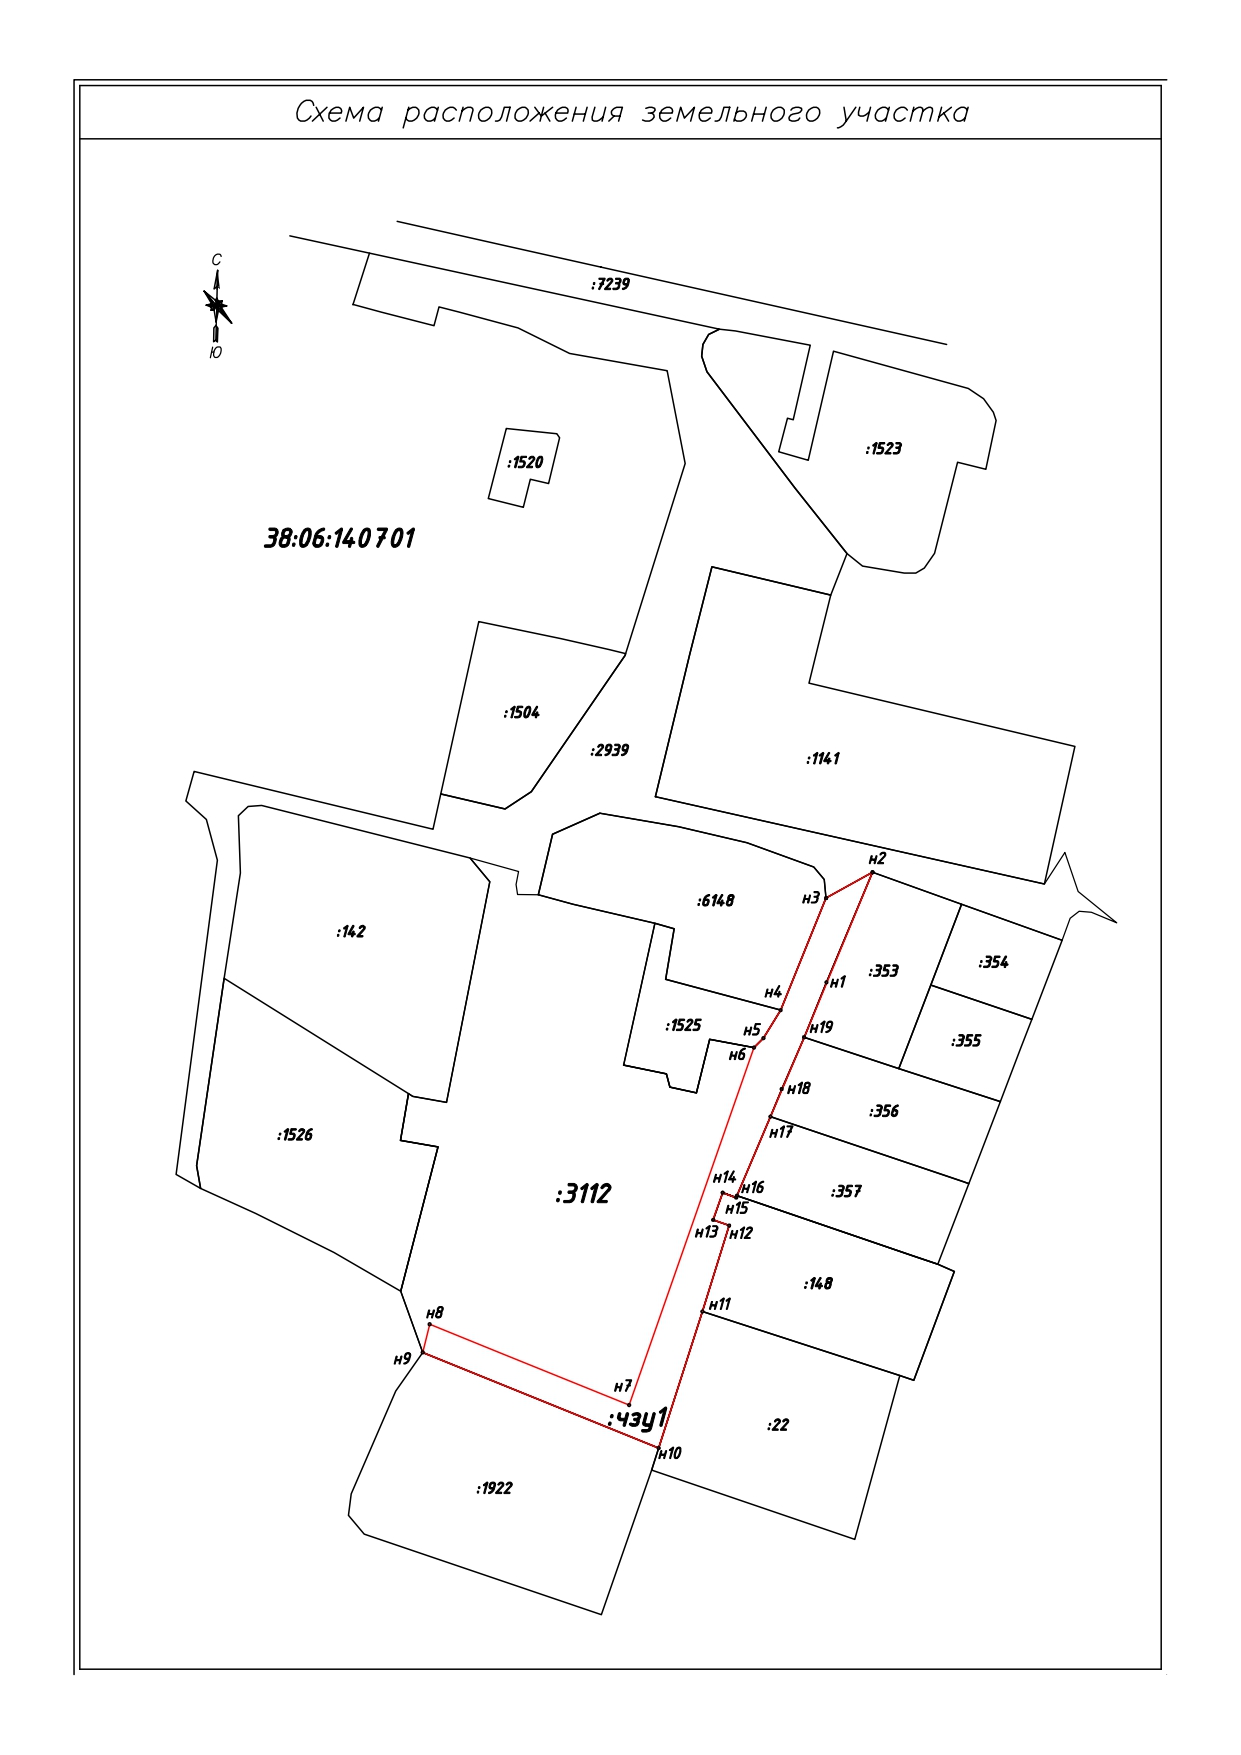 Схема расположения земельного участка
С
Ю
:7239
:1523
:1520
38:06:140701
:1504
:2939
:1141
н2
н3
:6148
:142
:354
:353
н1
н4
:1525
н5
н19
:355
н6
н18
:356
н17
:1526
н14
н16
:357
:3112
н15
н13
н12
:148
н11
н8
н9
н7
:чзу1
:22
н10
:1922